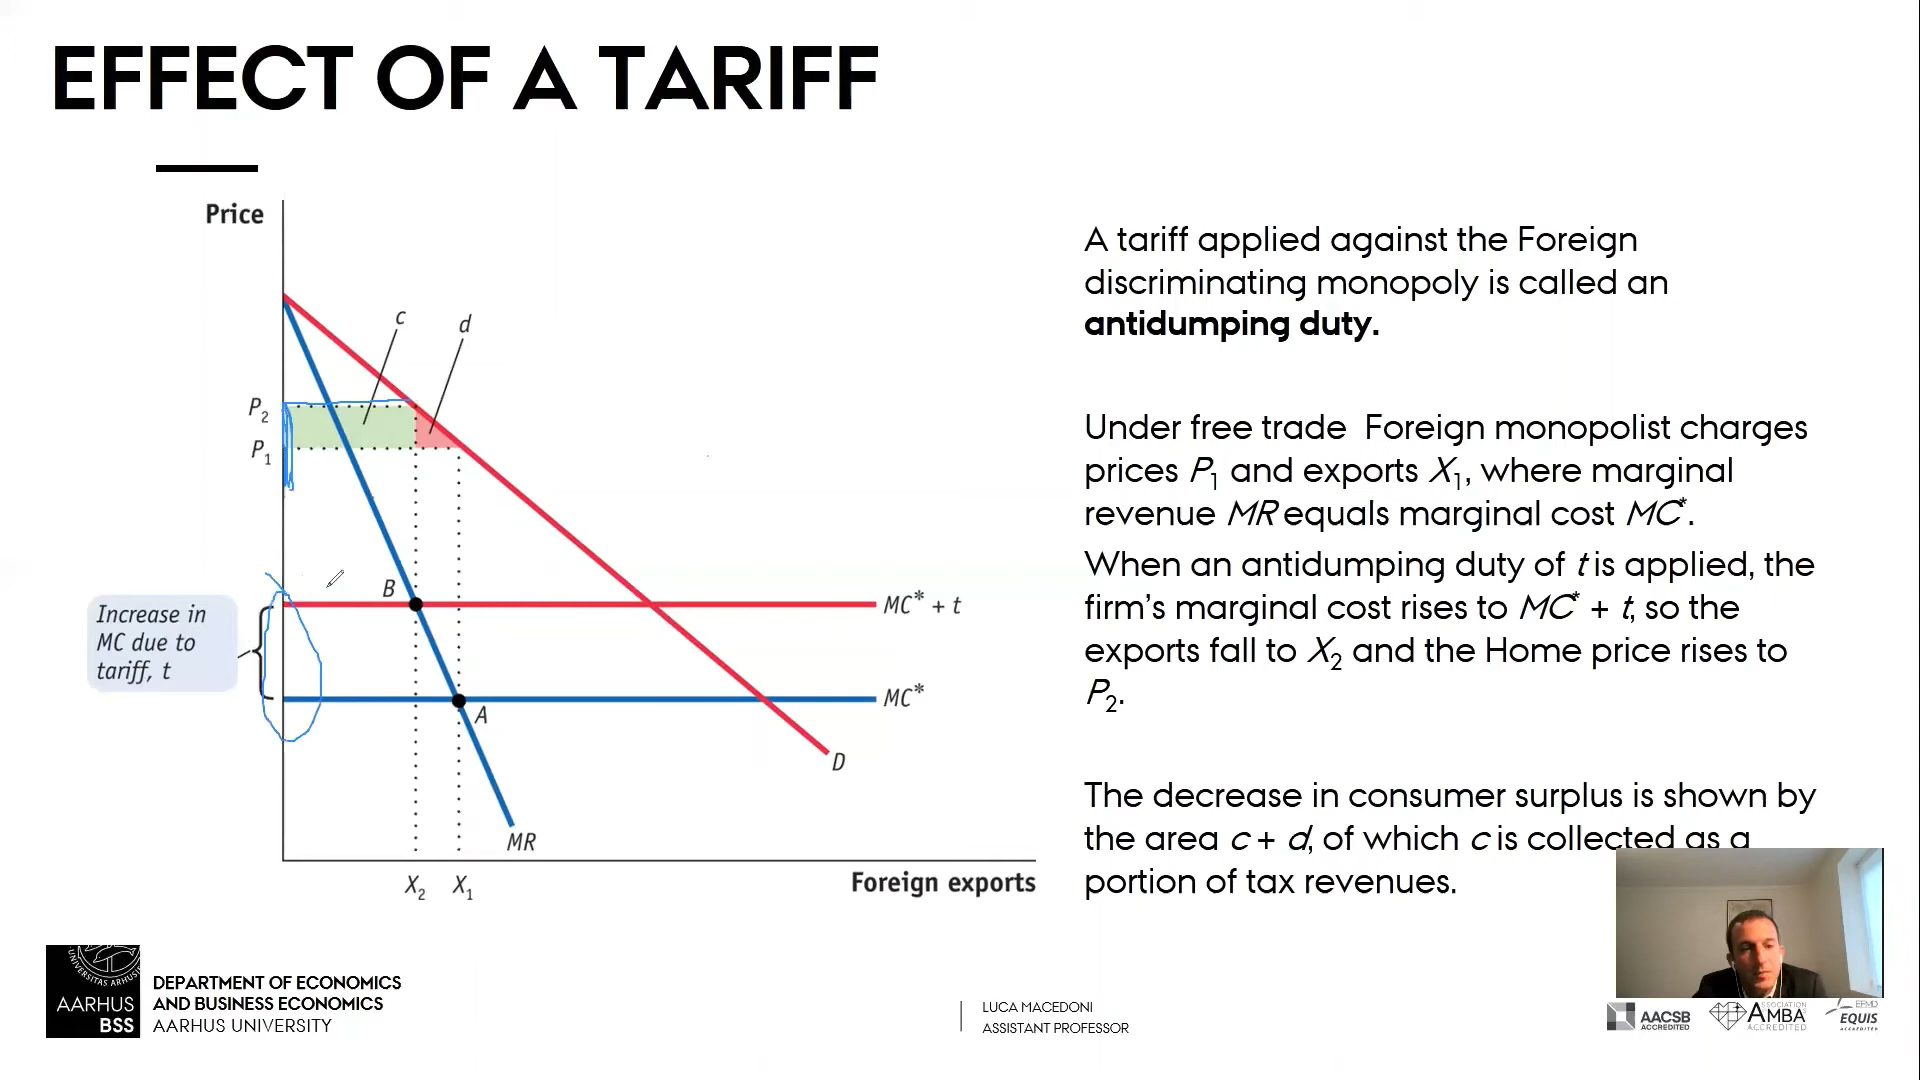 EFFECT OF A TARIFF
Price
c
d
P2
P1
B
MC* + t
Increase in
MC due to
tariff, t
MC*
A
D
MR
X2 X1
Foreign exports
A tariff applied against the Foreign
discriminating monopoly is called an
antidumping duty.
Under free trade Foreign monopolist charges
prices P1 and exports X1, where marginal
revenue MR equals marginal cost MC*.
When an antidumping duty of t is applied, the
firm's marginal cost rises to MC* + t, so the
exports fall to X2 and the Home price rises to
P2.
The decrease in consumer surplus is shown by
the area c + d, of which c is collected as a
portion of tax revenues.
AARHUS
BSS
DEPARTMENT OF ECONOMICS
AND BUSINESS ECONOMICS
AARHUS UNIVERSITY
LUCA MACEDONI
ASSISTANT PROFESSOR
AACSB
ACCREDITED
AMBA
ACCREDITED
EFMD
EQUIS
ACCREDITED